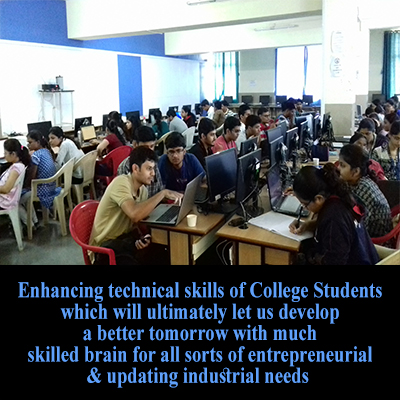 Enhancing technical skills of College Students
which will ultimately let us develop
a better tomorrow with much
skilled brain for all sorts of entrepreneurial
& updating industrial needs